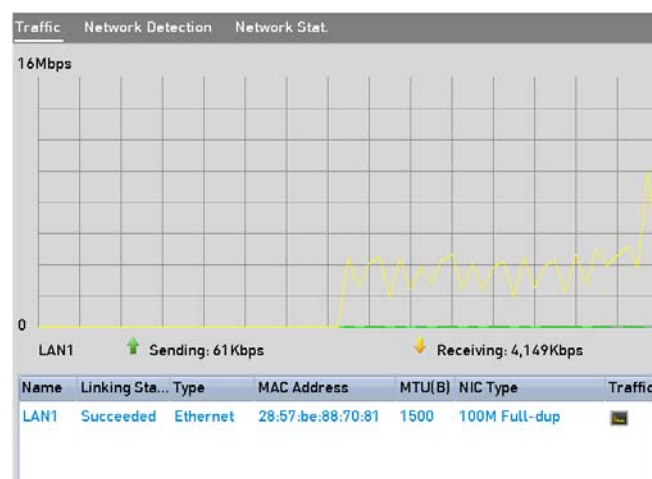 Traffic Network Detection Network Stat.
16Mbps
0
LAN1 Sending: 61Kbps Receiving: 4,149Kbps
Name Linking Sta... Type MAC Address MTU(B) NIC Type Traffic
LAN1 Succeeded Ethernet 28:57:be:88:70:81 1500 100M Full-dup